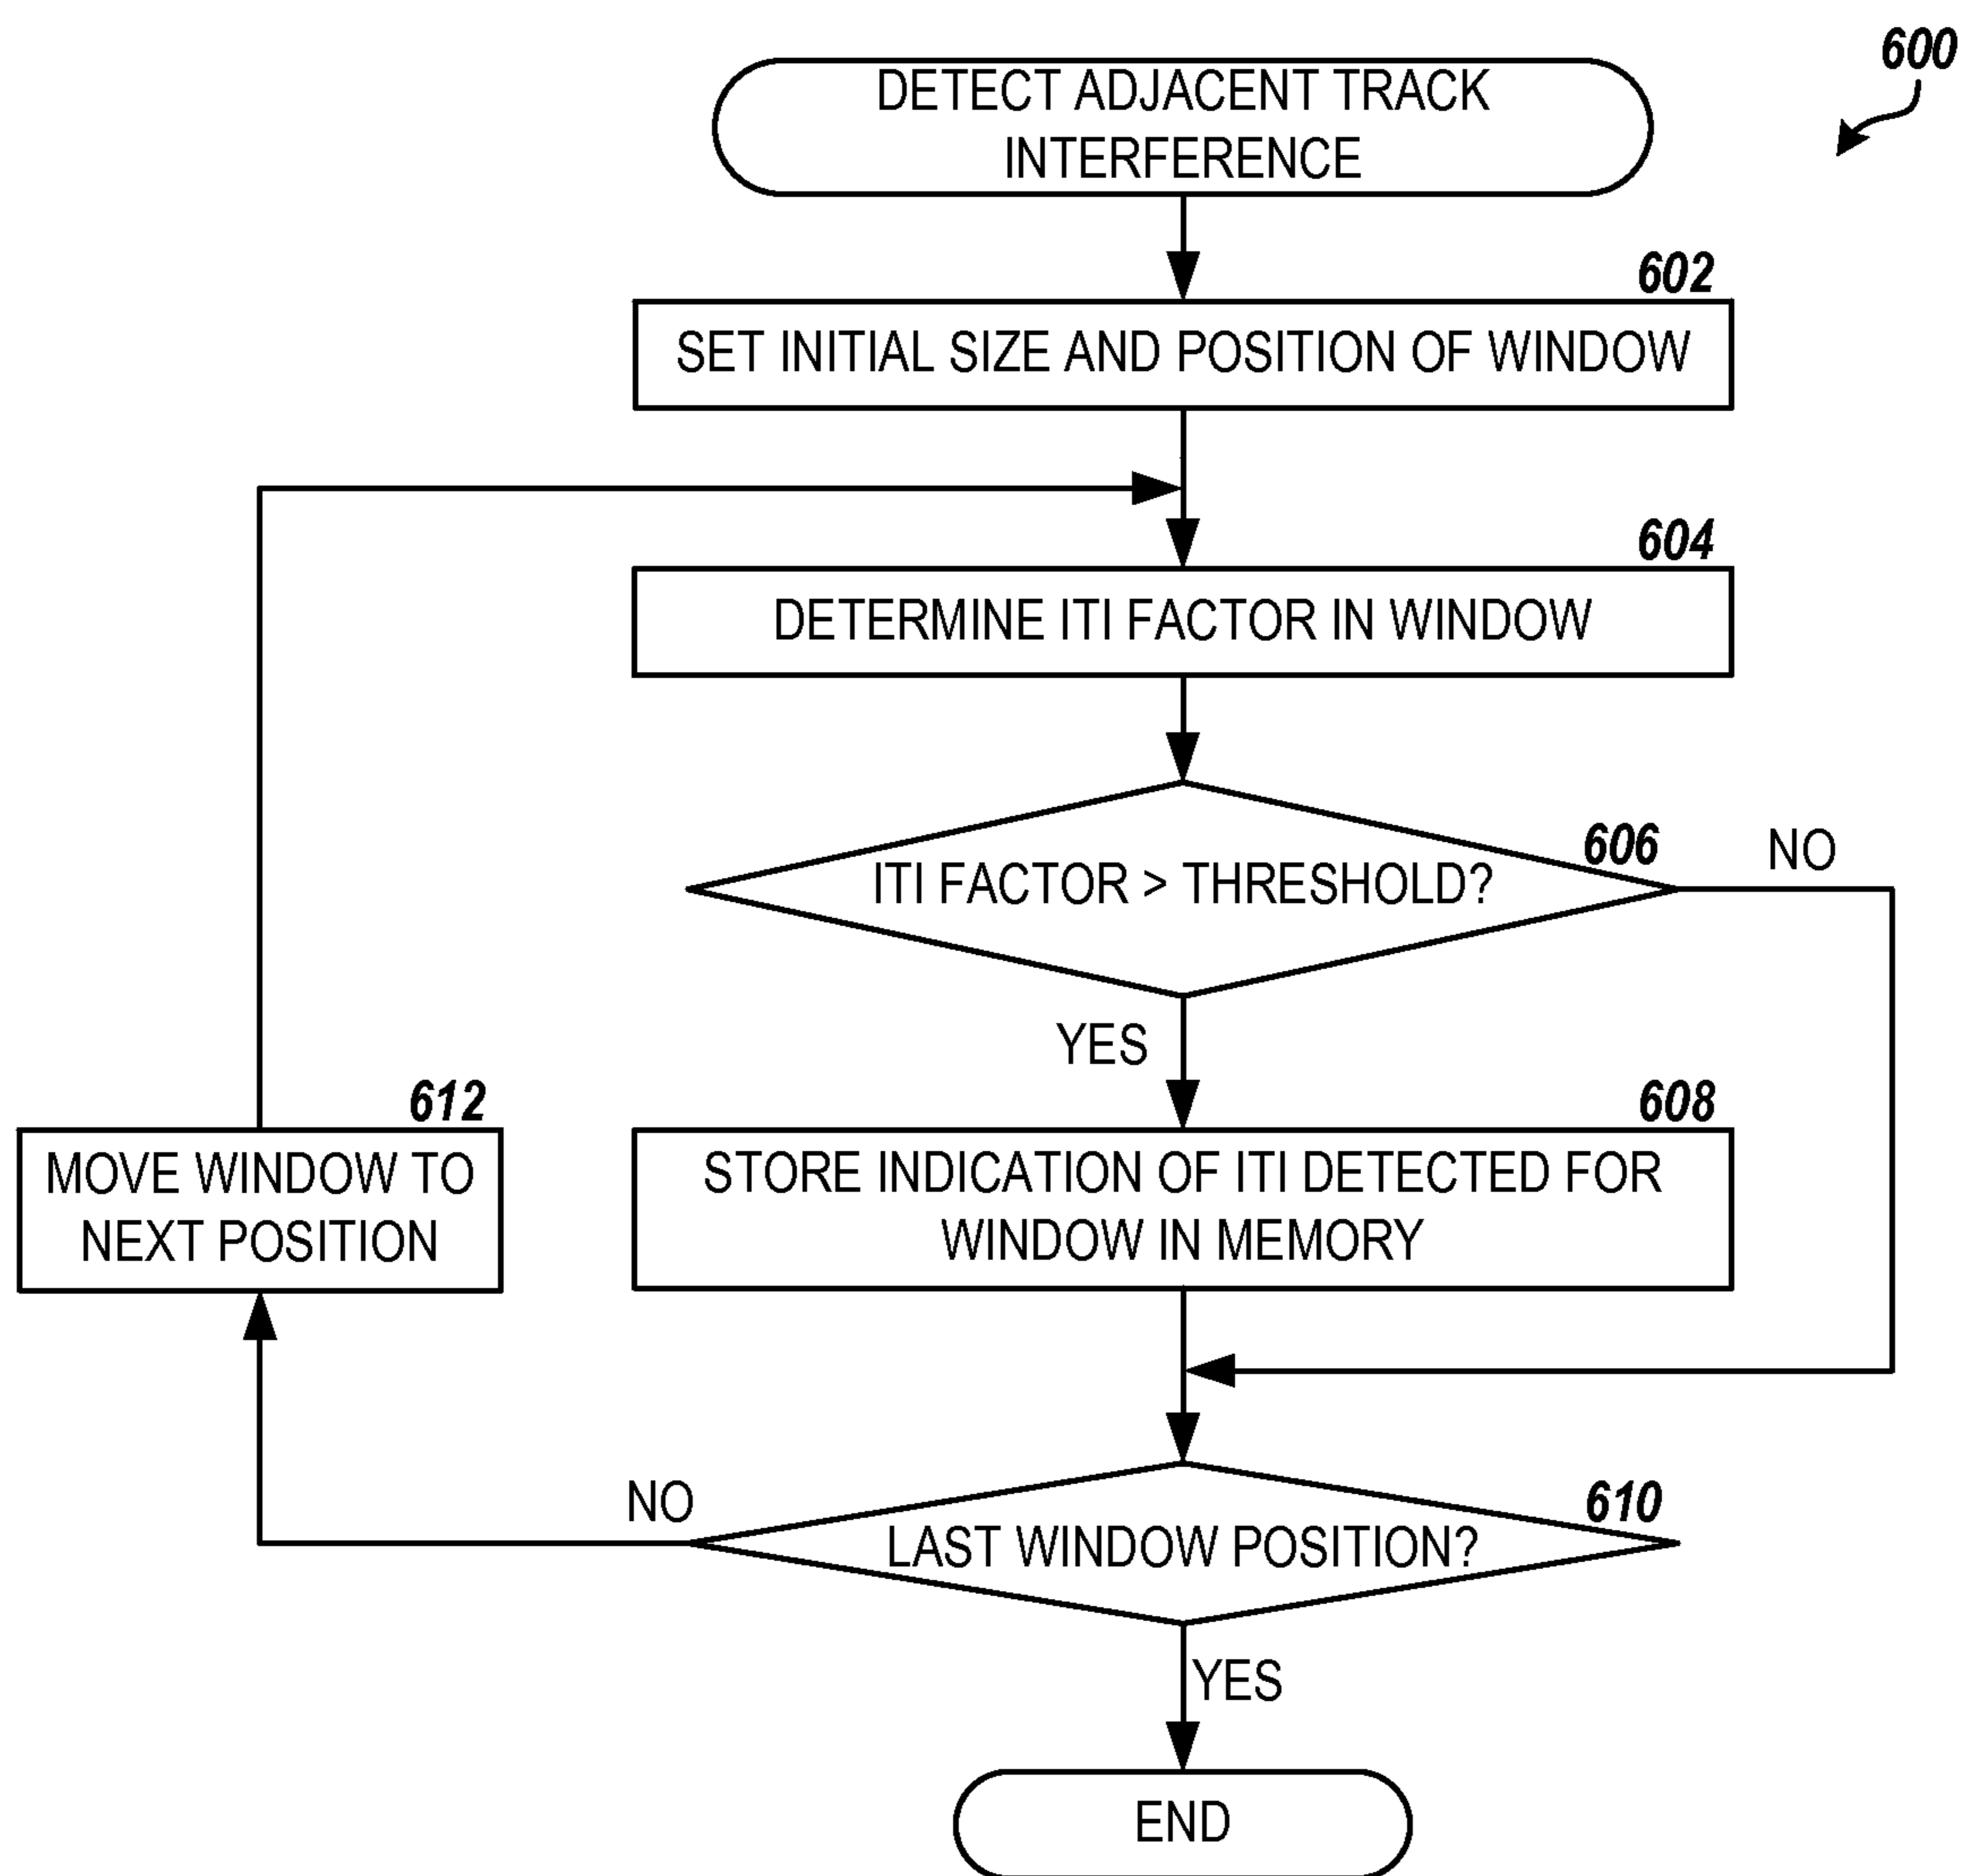 600
DETECT ADJACENT TRACK
INTERFERENCE
602
SET INITIAL SIZE AND POSITION OF WINDOW
604
DETERMINE ITI FACTOR IN WINDOW
606
NO
ITI FACTOR > THRESHOLD?
YES
612
MOVE WINDOW TO
NEXT POSITION
608
STORE INDICATION OF ITI DETECTED FOR
WINDOW IN MEMORY
NO
610
LAST WINDOW POSITION?
YES
END